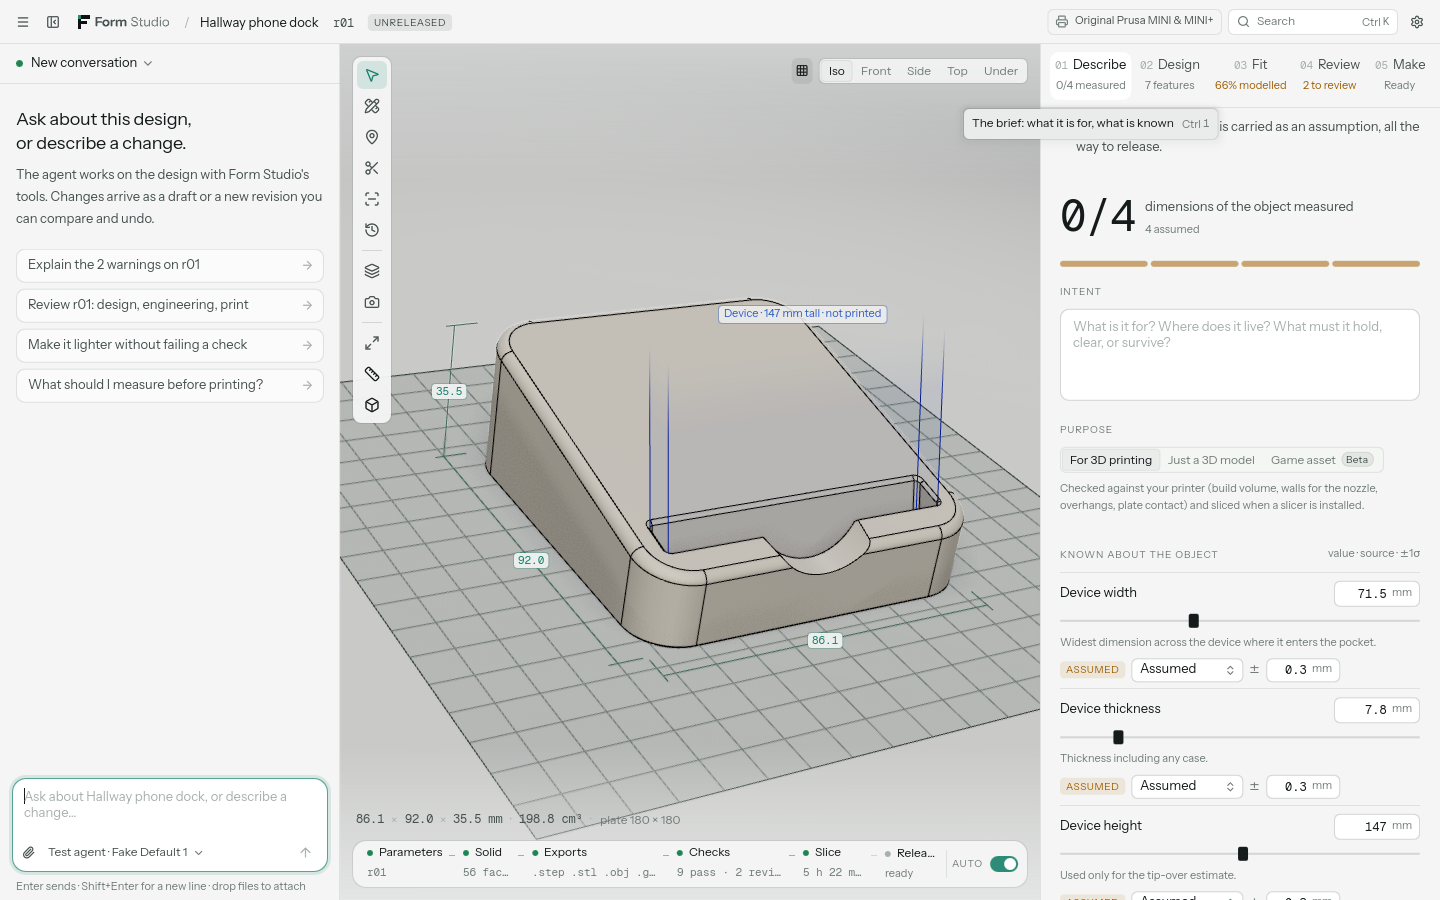 Form Studio / Hallway phone dock r01 UNRELEASED
Original Prusa MINI & MINI+
Search Ctrl K
New conversation
Ask about this design,
or describe a change.
The agent works on the design with Form Studio's
tools. Changes arrive as a draft or a new revision you
can compare and undo.
Explain the 2 warnings on r01
Review r01: design, engineering, print
Make it lighter without failing a check
What should I measure before printing?
Ask about Hallway phone dock, or describe a
change…
Test agent · Fake Default 1
Enter sends · Shift+Enter for a new line · drop files to attach
Iso Front Side Top Under
Device · 147 mm tall · not printed
35.5
92.0
86.1
86.1 × 92.0 × 35.5 mm · 198.8 cm³ · plate 180 × 180
Parameters
r01
Solid
56 fac…
Exports
.step .stl .obj .g…
Checks
9 pass · 2 revi…
Slice
5 h 22 m…
Relea…
ready
AUTO
01 Describe
0/4 measured
02 Design
7 features
03 Fit
66% modelled
04 Review
2 to review
05 Make
Ready
The brief: what it is for, what is known Ctrl 1
is carried as an assumption, all the
way to release.
0/4
dimensions of the object measured
4 assumed
INTENT
What is it for? Where does it live? What must it hold,
clear, or survive?
PURPOSE
For 3D printing Just a 3D model Game asset Beta
Checked against your printer (build volume, walls for the nozzle,
overhangs, plate contact) and sliced when a slicer is installed.
KNOWN ABOUT THE OBJECT value · source · ±1σ
Device width 71.5 mm
Widest dimension across the device where it enters the pocket.
ASSUMED Assumed ± 0.3 mm
Device thickness 7.8 mm
Thickness including any case.
ASSUMED Assumed ± 0.3 mm
Device height 147 mm
Used only for the tip-over estimate.